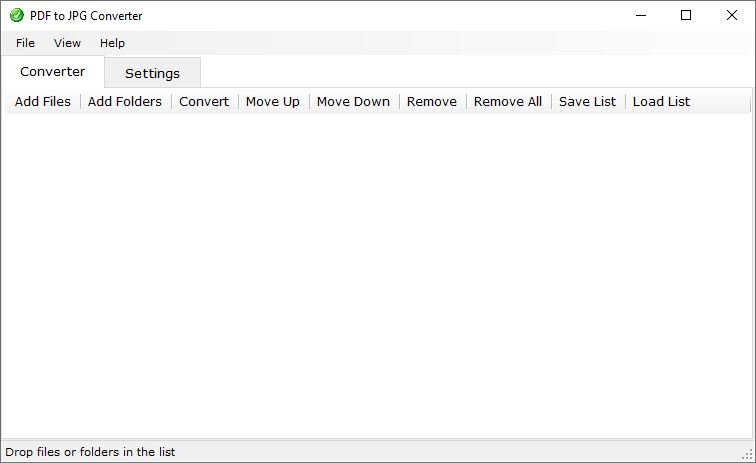 PDF to JPG Converter
File View Help
Converter Settings
Add Files Add Folders Convert Move Up Move Down Remove Remove All Save List Load List
Drop files or folders in the list